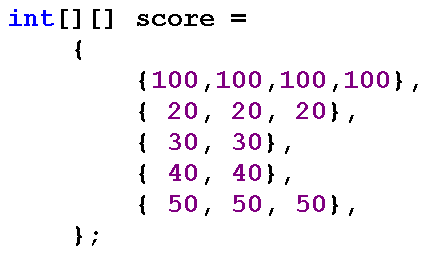 int[][] score =
{
{100,100,100,100},
{ 20, 20, 20},
{ 30, 30},
{ 40, 40},
{ 50, 50, 50},
};